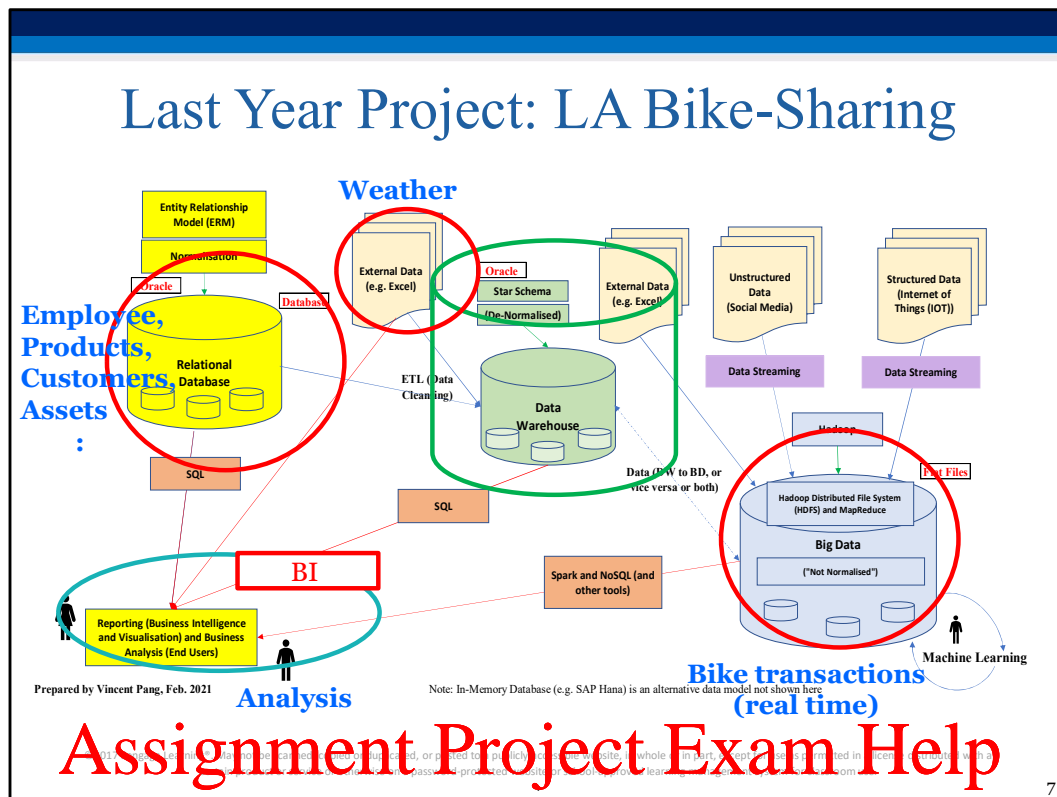 Last Year Project: LA Bike-Sharing
Weather
Entity Relationship
Model (ERM)
Normalisation
Oracle
Database
Employee,
Products,
Customers,
Assets
:
Relational
Database
External Data
(e.g. Excel)
Oracle
Star Schema
(De-Normalised)
External Data
(e.g. Excel)
Unstructured
Data
(Social Media)
Structured Data
(Internet of
Things (IOT))
Data Streaming
Data Streaming
ETL (Data
Cleansing)
Data
Warehouse
Hadoop
Flat Files
SQL
SQL
Data (DW to BD, or
vice versa or both)
Hadoop Distributed File System
(HDFS) and MapReduce
Big Data
("Not Normalised")
BI
Spark and NoSQL (and
other tools)
Reporting (Business Intelligence
and Visualisation) and Business
Analysis (End Users)
Machine Learning
Prepared by Vincent Pang, Feb. 2021
Analysis
Note: In-Memory Database (e.g. SAP Hana) is an alternative data model not shown here
Bike transactions
(real time)
Assignment Project Exam Help
7